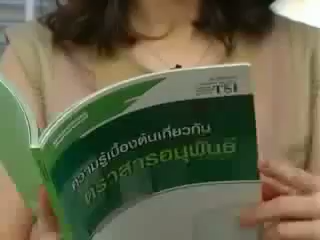 ความรู้เบื้องต้นเกี่ยวกับ
ตราสารอนุพันธ์